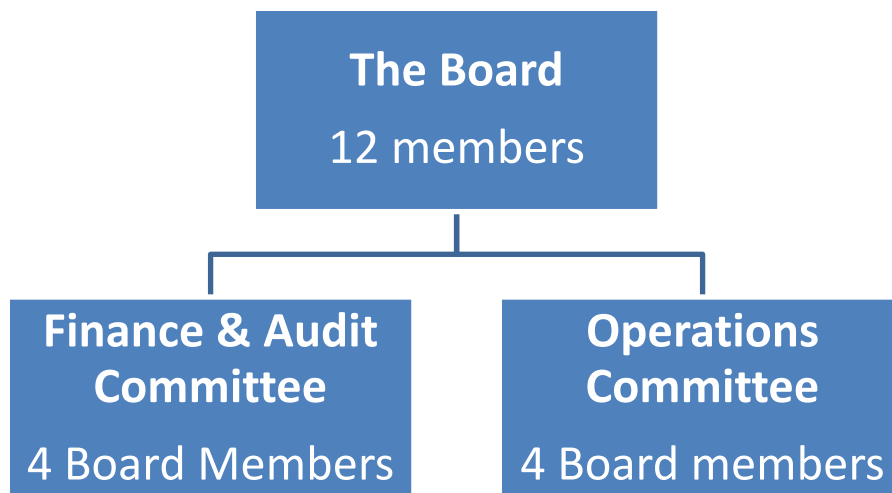 The Board
12 members
Finance & Audit
Committee
4 Board Members
Operations
Committee
4 Board members